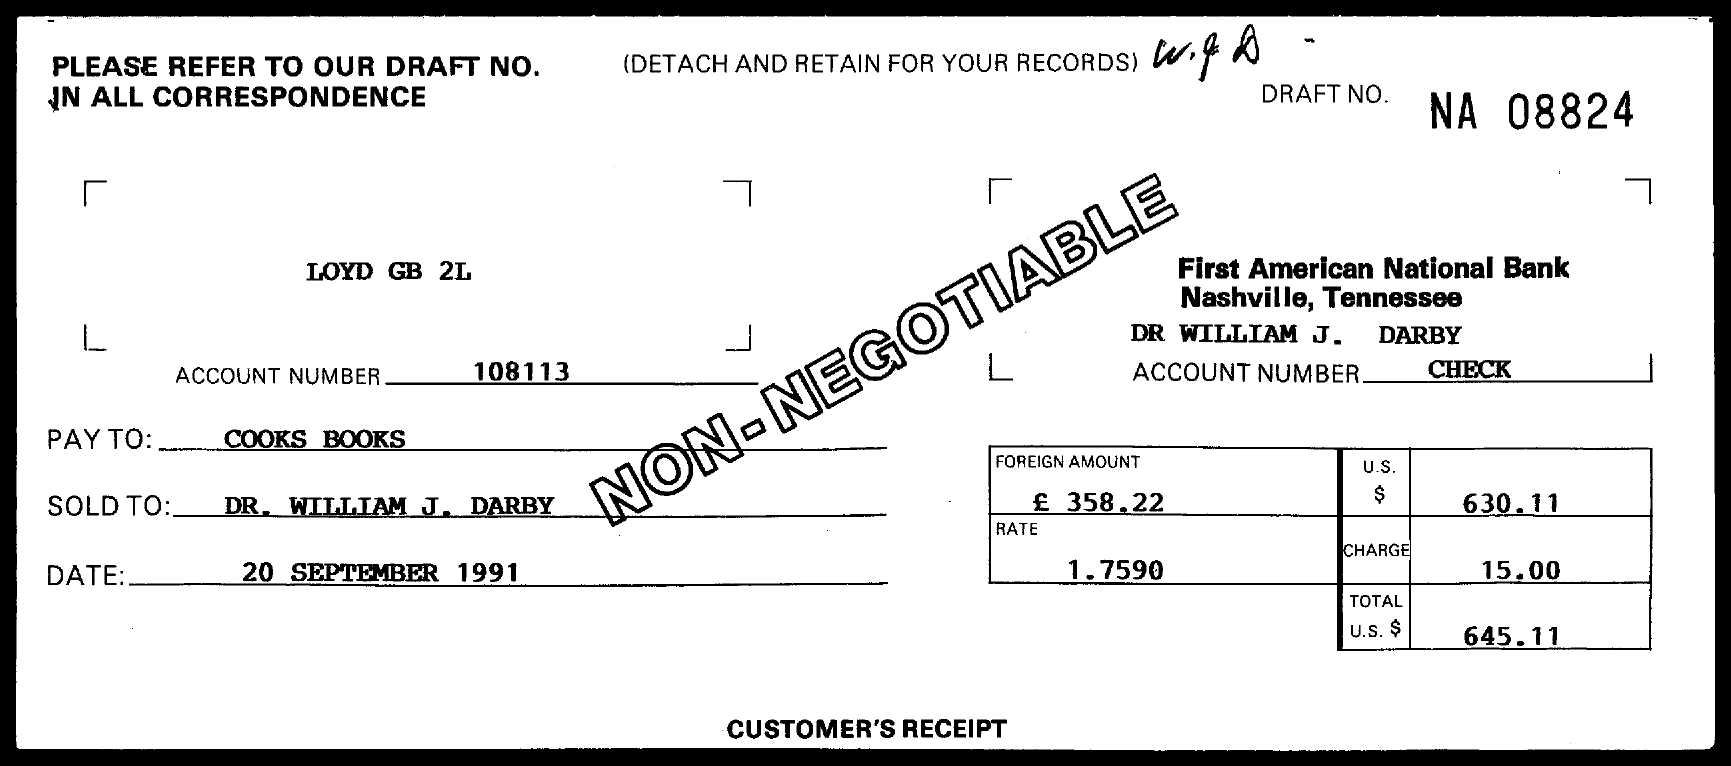 PLEASE REFER TO OUR DRAFT NO.
IN ALL CORRESPONDENCE
(DETACH AND RETAIN FOR YOUR RECORDS)
W. J D
DRAFT NO. NA 08824
LOYD GB 2L
ACCOUNT NUMBER 108113
First American National Bank
Nashville, Tennessee
DR WILLIAM J. DARBY
ACCOUNT NUMBER CHECK
NON-NEGOTIABLE
PAY TO: COOKS BOOKS
SOLD TO: DR. WILLIAM J. DARBY
DATE: 20 SEPTEMBER 1991
FOREIGN AMOUNT
£ 358.22
U.S. $ 630.11
RATE
1.7590
CHARGE 15.00
TOTAL U.S. $ 645.11
CUSTOMER'S RECEIPT